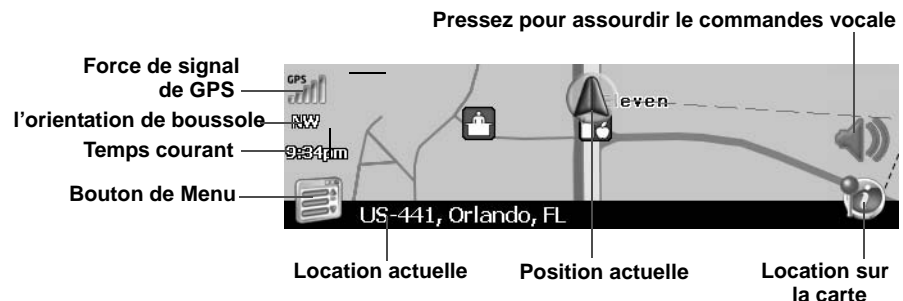 Pressez pour assourdir le commandes vocale
Force de signal
de GPS
GPS
l'orientation de boussole
NW
even
Temps courant
9:34pm
Bouton de Menu
US-441, Orlando, FL
Location actuelle
Position actuelle
Location sur
la carte